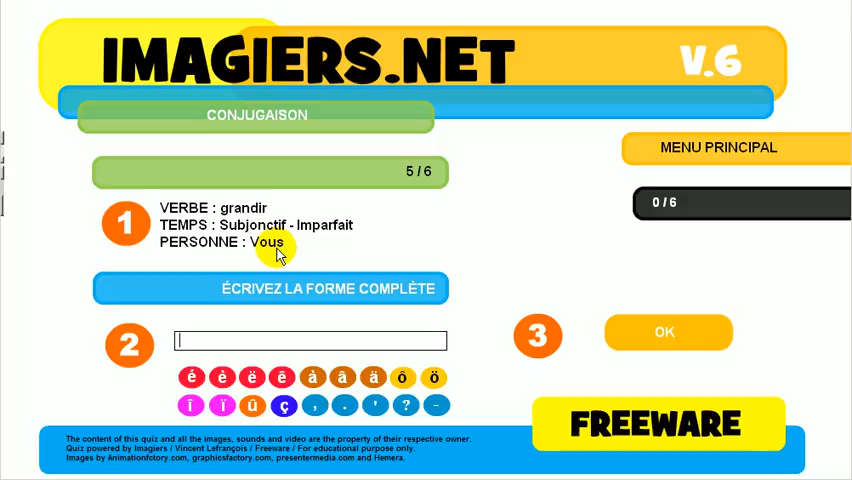 IMAGIERS.NET
V.6
CONJUGAISON
MENU PRINCIPAL
5 / 6
0 / 6
1
VERBE : grandir
TEMPS : Subjonctif - Imparfait
PERSONNE : Vous
ÉCRIVEZ LA FORME COMPLÈTE
2
3
OK
é è ë ê à â ä ô ö
î ï û ç , . ' ? -
FREEWARE
The content of this quiz and all the images, sounds and video are the property of their respective owner.
Quiz powered by Imagiers / Vincent Lefrançois / Freeware / For educational purpose only.
Images by Animationfctory.com, graphicsfactory.com, presentermedia.com and Hemera.